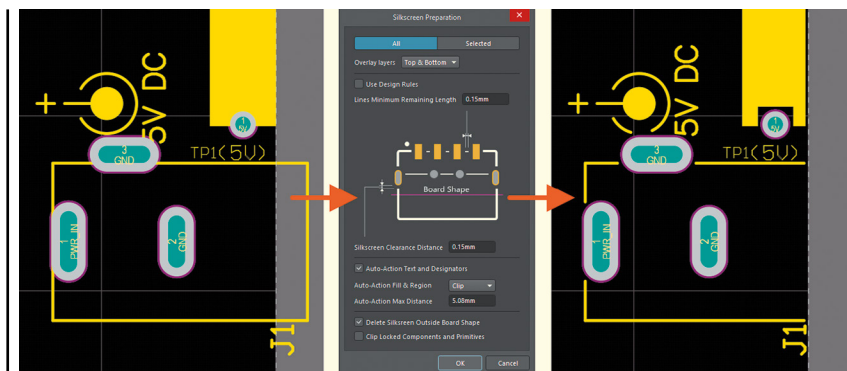 +
5V DC
1
5V
3
GND
TP1(5V)
1
PWR_IN
2
GND
J1
Silkscreen Preparation
All
Selected
Overlay layers Top & Bottom
Use Design Rules
Lines Minimum Remaining Length 0.15mm
Board Shape
Silkscreen Clearance Distance 0.15mm
Auto-Action Text and Designators
Auto-Action Fill & Region Clip
Auto-Action Max Distance 5.08mm
Delete Silkscreen Outside Board Shape
Clip Locked Components and Primitives
OK Cancel
+
5V DC
1
5V
3
GND
TP1(5V)
1
PWR_IN
2
GND
J1